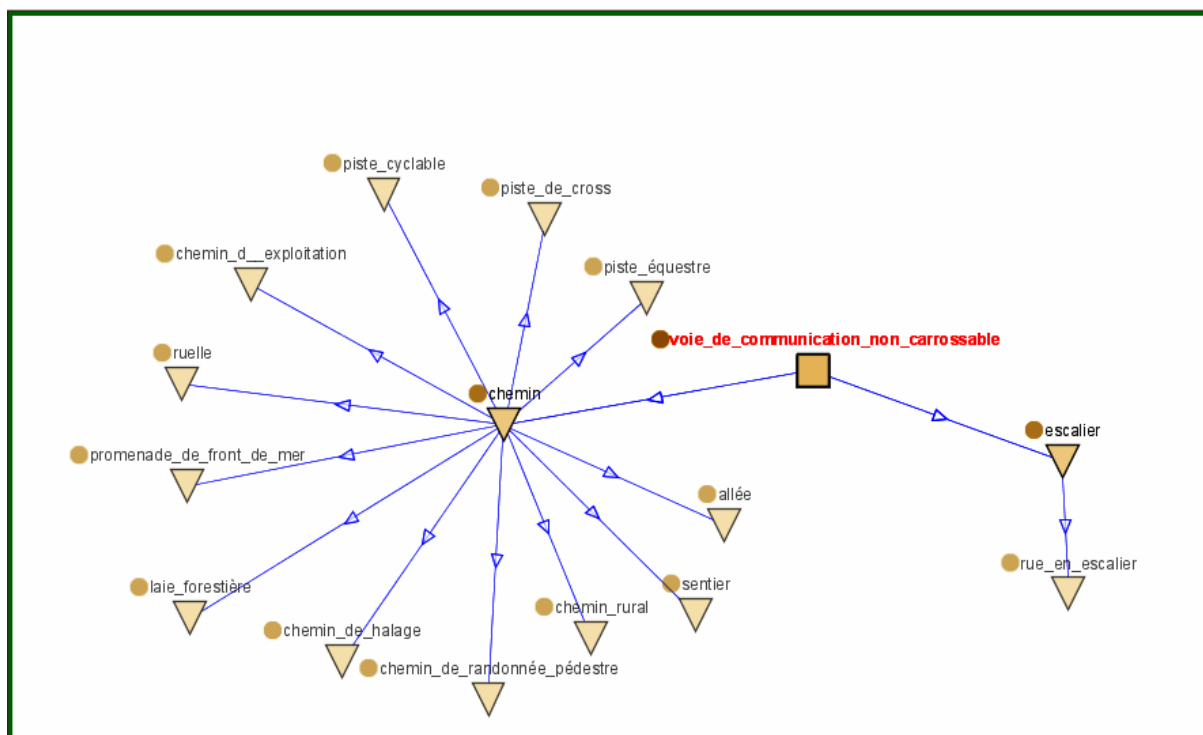 piste_cyclable
piste_de_cross
chemin_d__exploitation
piste_équestre
voie_de_communication_non_carrossable
ruelle
chemin
escalier
promenade_de_front_de_mer
allée
rue_en_escalier
laie_forestière
sentier
chemin_rural
chemin_de_halage
chemin_de_randonnée_pédestre